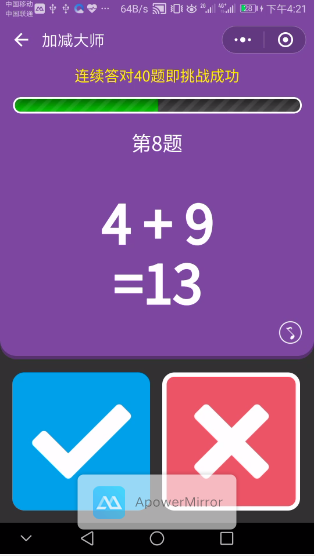 中国移动
中国联通
64B/s
下午4:21
加减大师
连续答对40题即挑战成功
第8题
4 + 9
=13
ApowerMirror